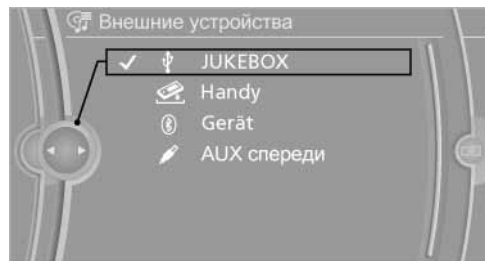 Внешние устройства
JUKEBOX
Handy
Gerät
AUX спереди